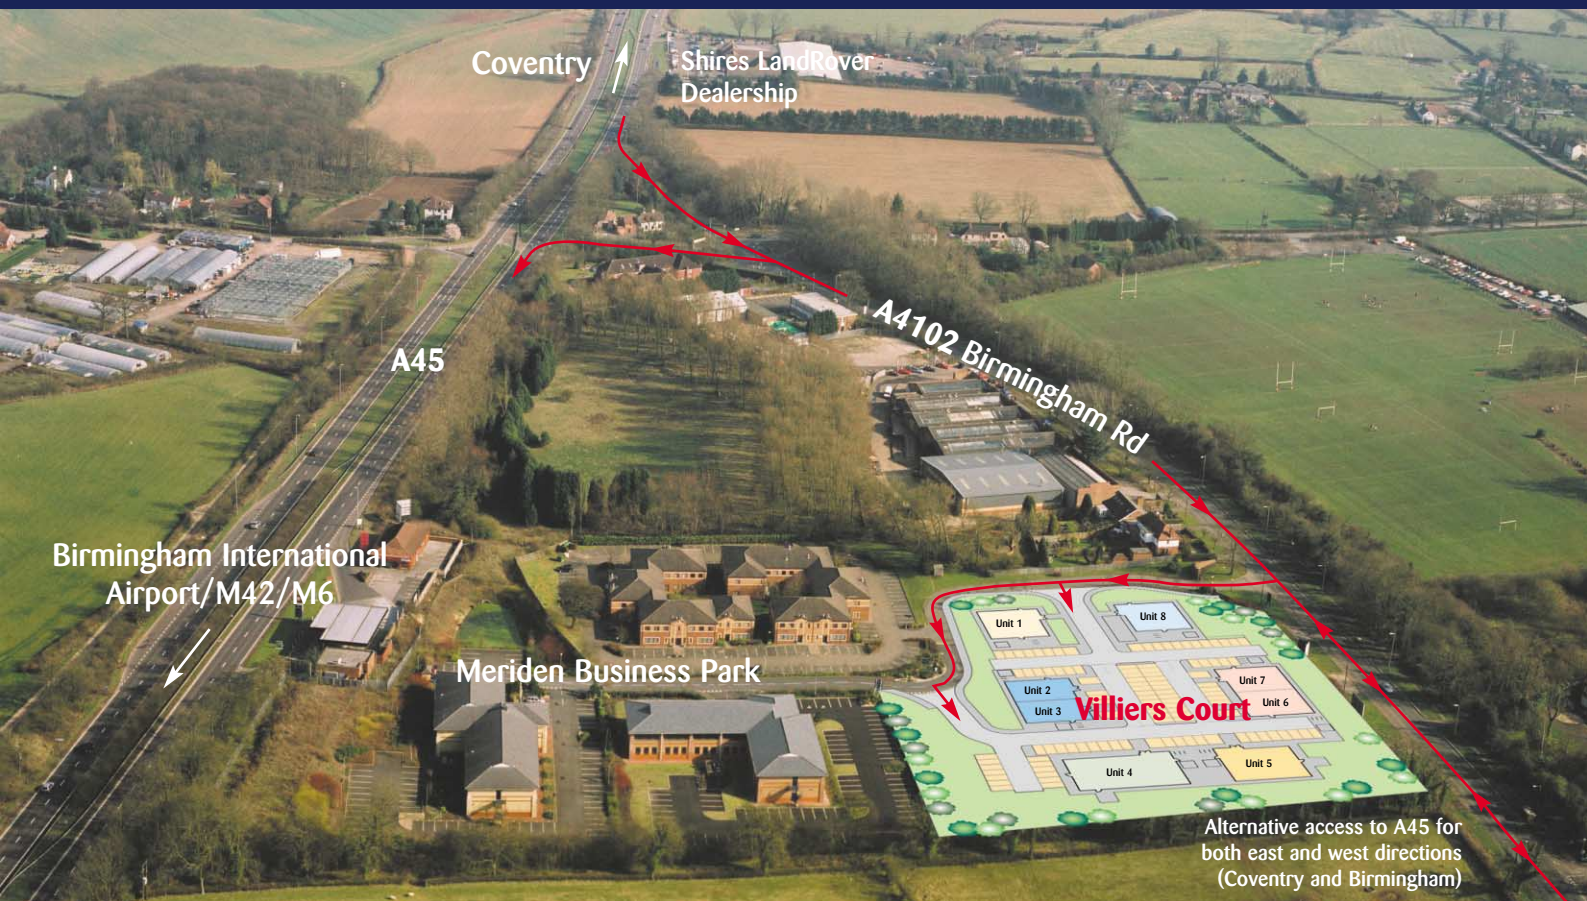 Coventry
Shires LandRover
Dealership
A4102 Birmingham Rd
A45
Birmingham International
Airport/M42/M6
Meriden Business Park
Unit 1
Unit 8
Unit 2
Unit 3
Unit 7
Unit 6
Villiers Court
Unit 4
Unit 5
Alternative access to A45 for
both east and west directions
(Coventry and Birmingham)